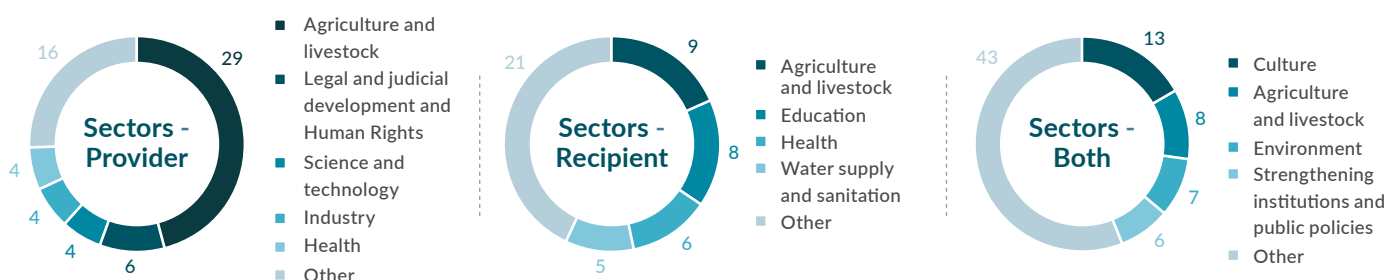 16
29
4
4
4
6
Sectors -
Provider
Agriculture and
livestock
Legal and judicial
development and
Human Rights
Science and
technology
Industry
Health
Other
21
9
8
6
5
Sectors -
Recipient
Agriculture
and livestock
Education
Health
Water supply
and sanitation
Other
43
13
8
7
6
Sectors -
Both
Culture
Agriculture
and livestock
Environment
Strengthening
institutions and
public policies
Other